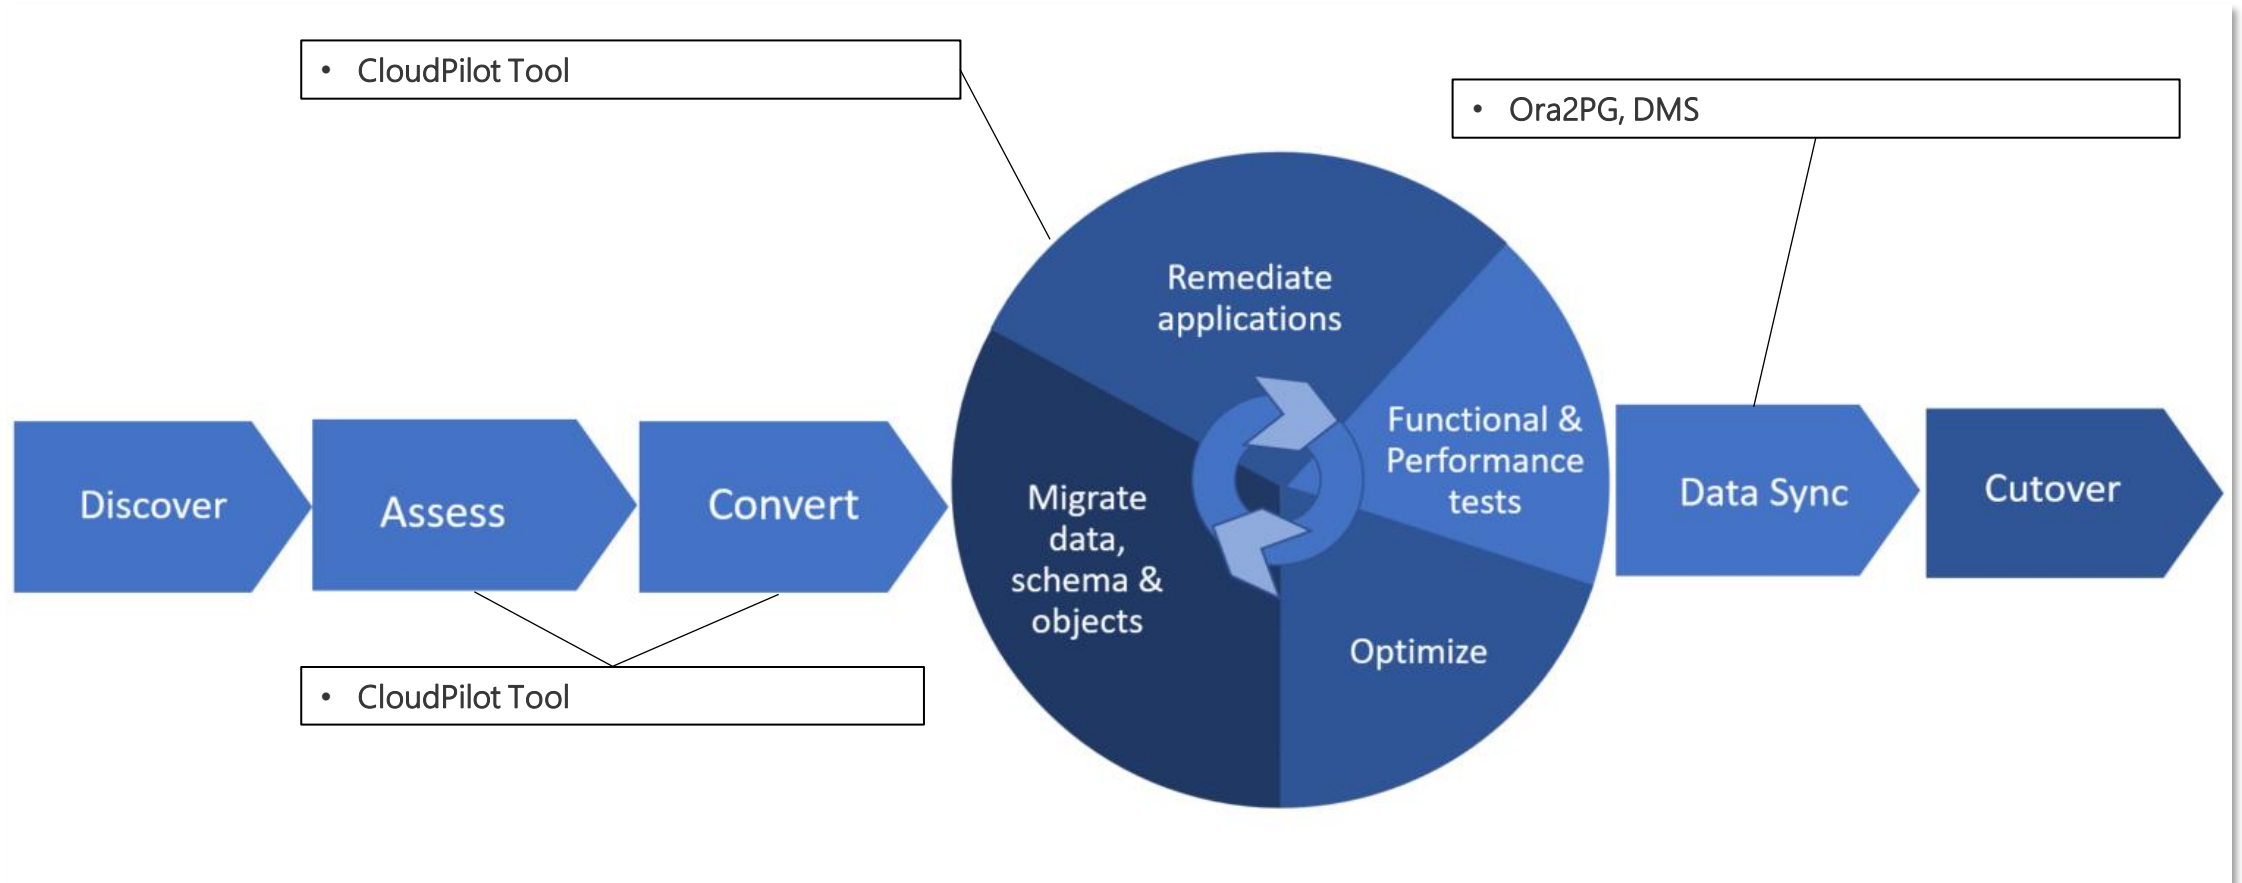 • CloudPilot Tool
• Ora2PG, DMS
Remediate
applications
Functional &
Performance
tests
Discover
Assess
Convert
Migrate
data,
schema &
objects
Optimize
Data Sync
Cutover
• CloudPilot Tool